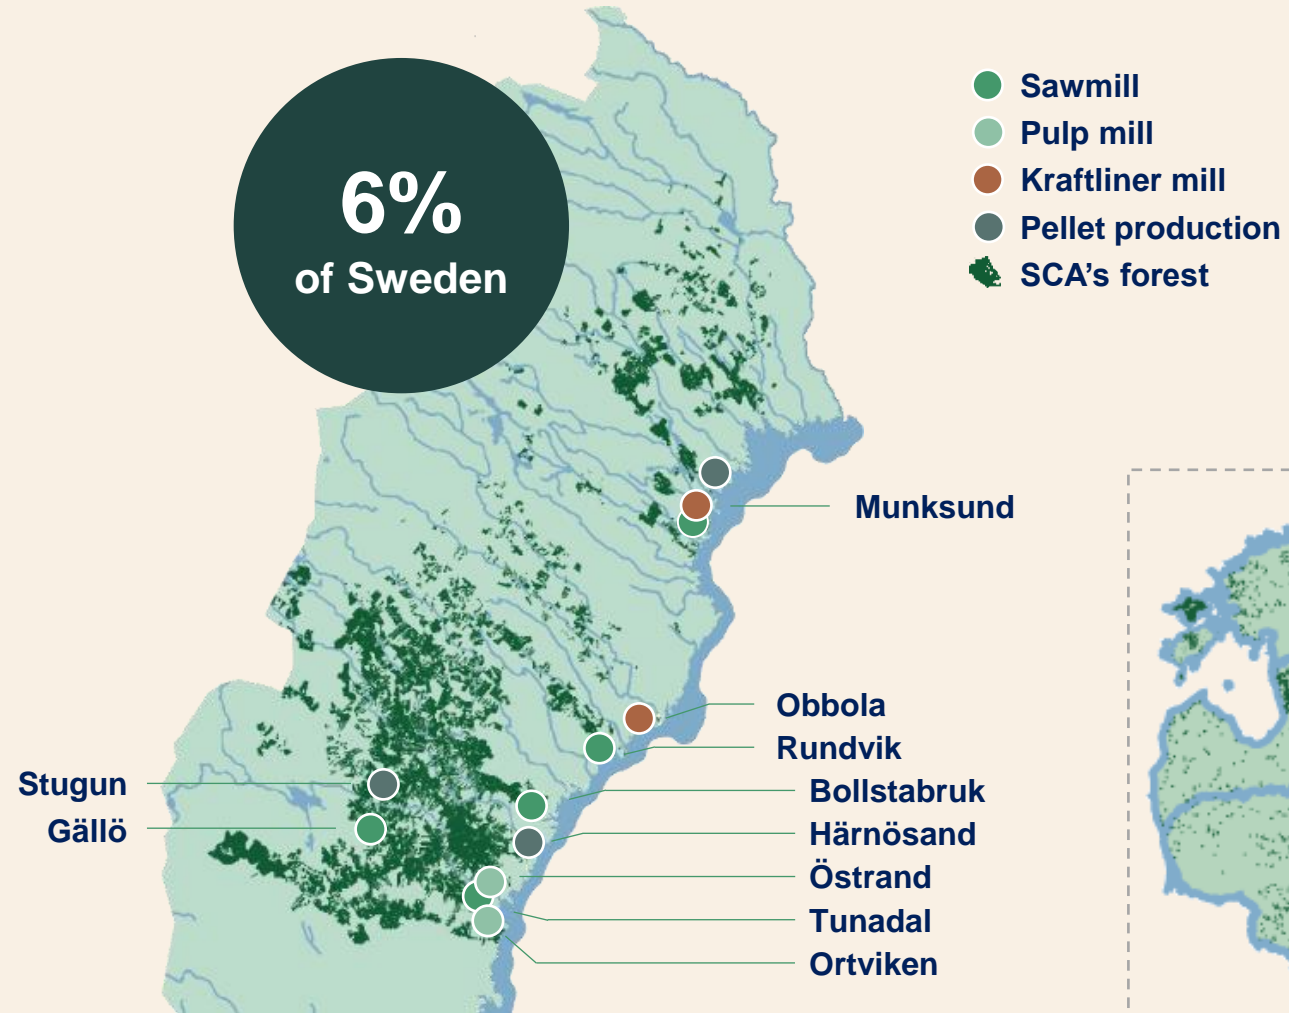 6%
of Sweden
Sawmill
Pulp mill
Kraftliner mill
Pellet production
SCA’s forest
Munksund
Obbola
Rundvik
Bollstabruk
Härnösand
Östrand
Tunadal
Ortviken
Stugun
Gällö